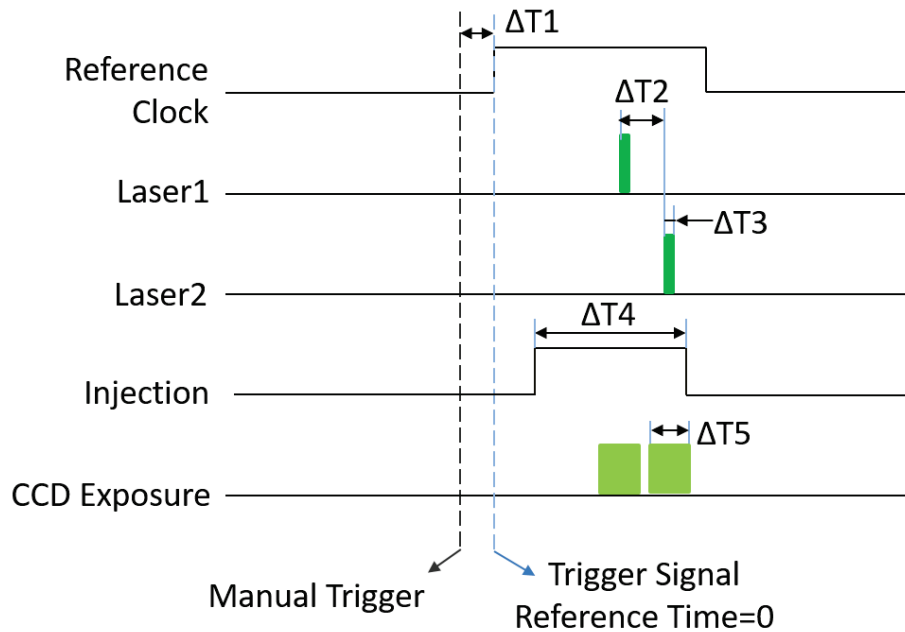 ΔT1
Reference
Clock
ΔT2
Laser1
ΔT3
Laser2
ΔT4
Injection
ΔT5
CCD Exposure
Manual Trigger
Trigger Signal
Reference Time=0